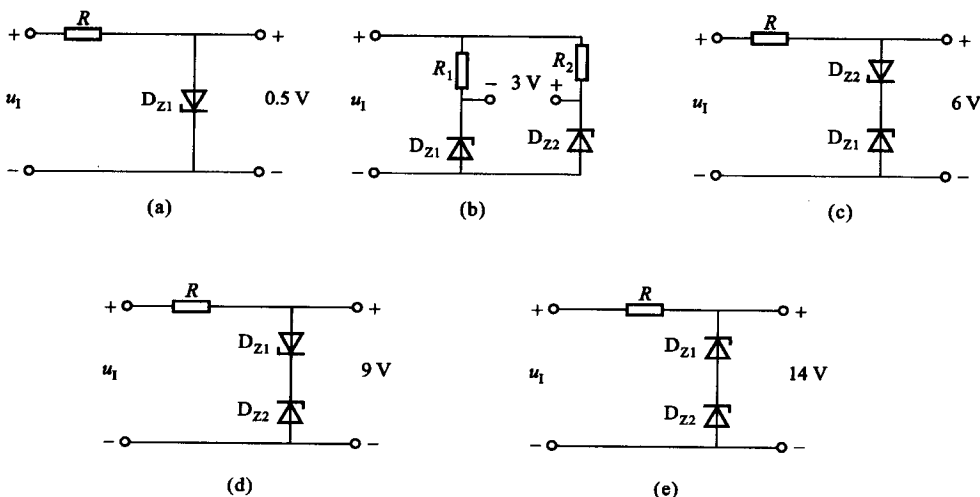 R
+ +
D_Z1
u_I
0.5 V
− −
(a)
+
R_1
R_2
− 3 V +
u_I
D_Z1
D_Z2
−
(b)
R
+ +
D_Z2
u_I
6 V
D_Z1
− −
(c)
R
+ +
D_Z1
u_I
9 V
D_Z2
− −
(d)
R
+ +
D_Z1
u_I
14 V
D_Z2
− −
(e)